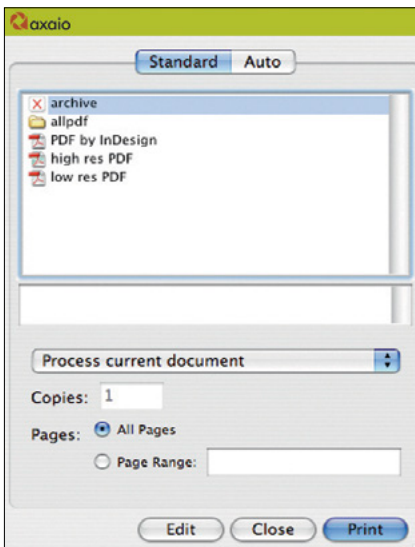 axaio
Standard Auto
archive
allpdf
PDF by InDesign
high res PDF
low res PDF
Process current document
Copies: 1
Pages: All Pages
Page Range:
Edit Close Print